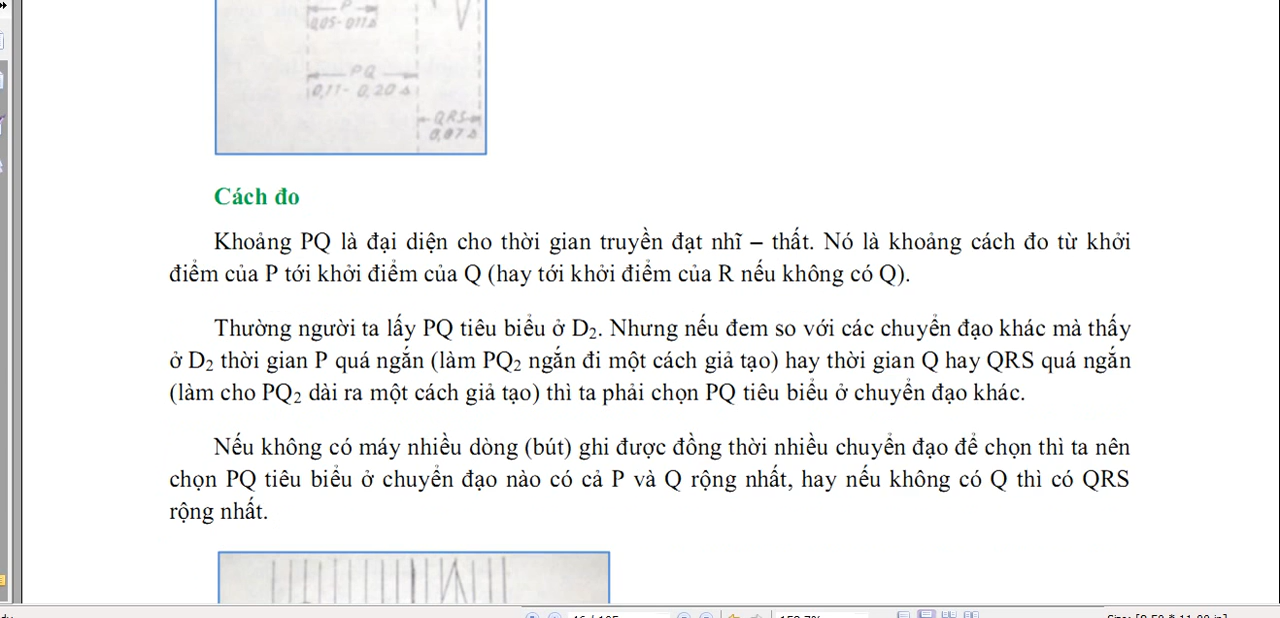 P
0,05-0,11s
PQ
0,11- 0,20 s
QRS
0,07 s
Cách đo
Khoảng PQ là đại diện cho thời gian truyền đạt nhĩ – thất. Nó là khoảng cách đo từ khởi
điểm của P tới khởi điểm của Q (hay tới khởi điểm của R nếu không có Q).
Thường người ta lấy PQ tiêu biểu ở D₂. Nhưng nếu đem so với các chuyển đạo khác mà thấy
ở D₂ thời gian P quá ngắn (làm PQ₂ ngắn đi một cách giả tạo) hay thời gian Q hay QRS quá ngắn
(làm cho PQ₂ dài ra một cách giả tạo) thì ta phải chọn PQ tiêu biểu ở chuyển đạo khác.
Nếu không có máy nhiều dòng (bút) ghi được đồng thời nhiều chuyển đạo để chọn thì ta nên
chọn PQ tiêu biểu ở chuyển đạo nào có cả P và Q rộng nhất, hay nếu không có Q thì có QRS
rộng nhất.